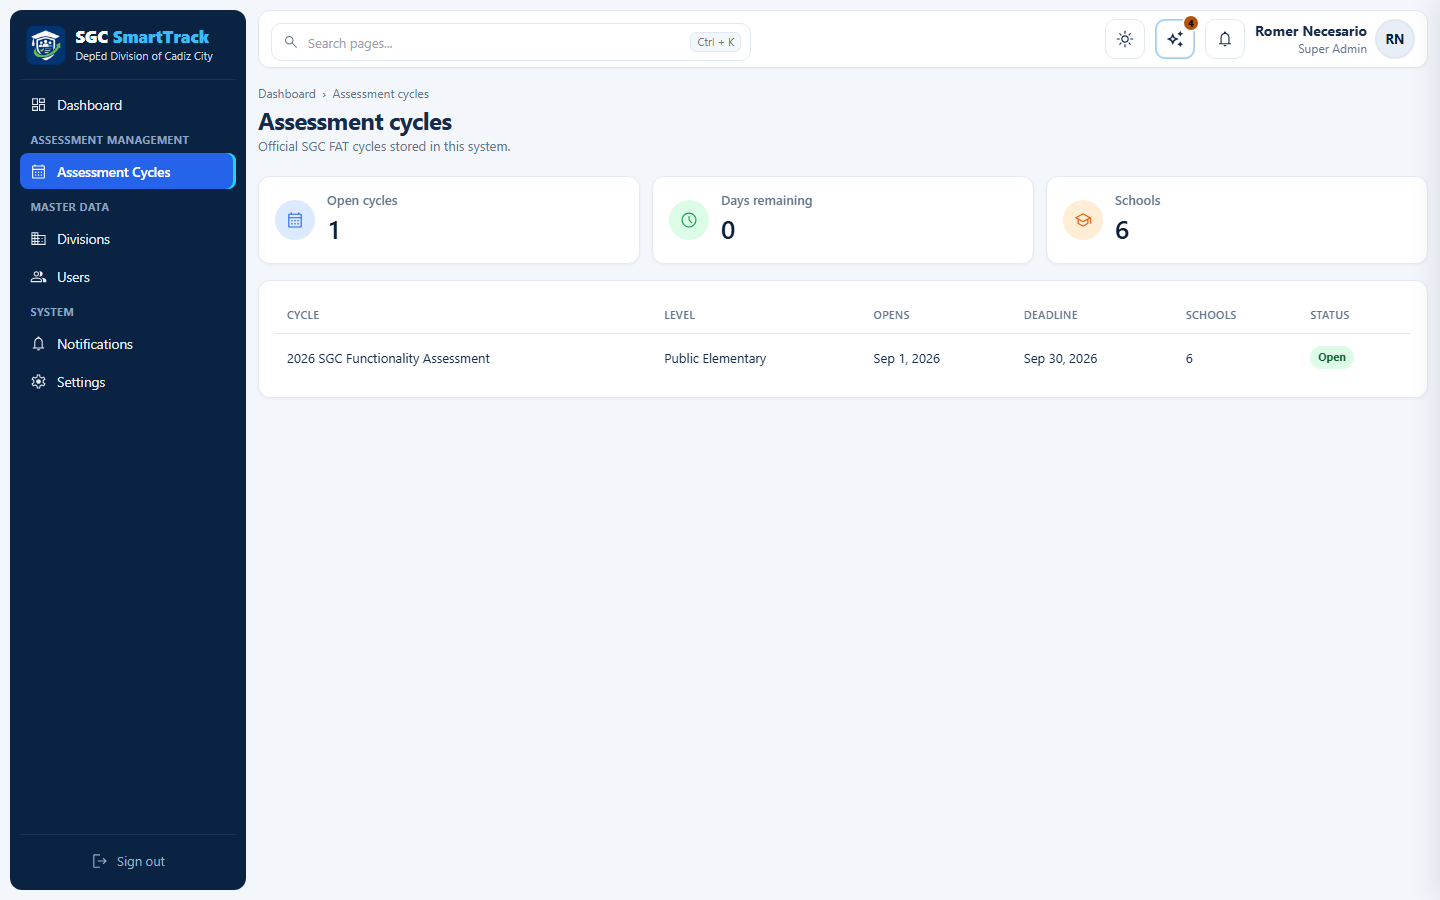 SGC SmartTrack
DepEd Division of Cadiz City
Dashboard
ASSESSMENT MANAGEMENT
Assessment Cycles
MASTER DATA
Divisions
Users
SYSTEM
Notifications
Settings
Sign out
Search pages...
Ctrl + K
4
Romer Necesario
Super Admin
RN
Dashboard › Assessment cycles
Assessment cycles
Official SGC FAT cycles stored in this system.
Open cycles
1
Days remaining
0
Schools
6
CYCLE LEVEL OPENS DEADLINE SCHOOLS STATUS
2026 SGC Functionality Assessment Public Elementary Sep 1, 2026 Sep 30, 2026 6 Open